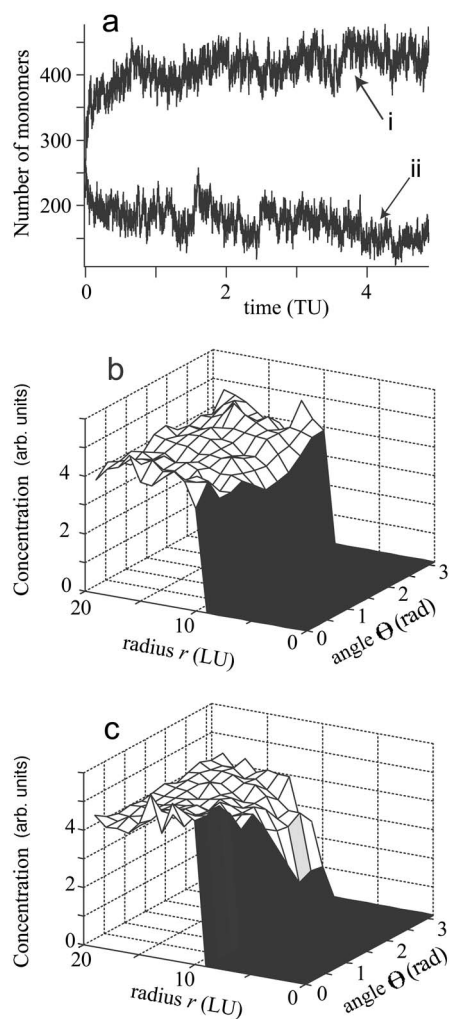 a
Number of monomers
400
300
200
i
ii
0 2 4
time (TU)
b
Concentration (arb. units)
4
2
0
20 10 0
radius r (LU)
0 1 2 3
angle Θ (rad)
c
Concentration (arb. units)
4
2
0
20 10 0
radius r (LU)
0 1 2 3
angle Θ (rad)